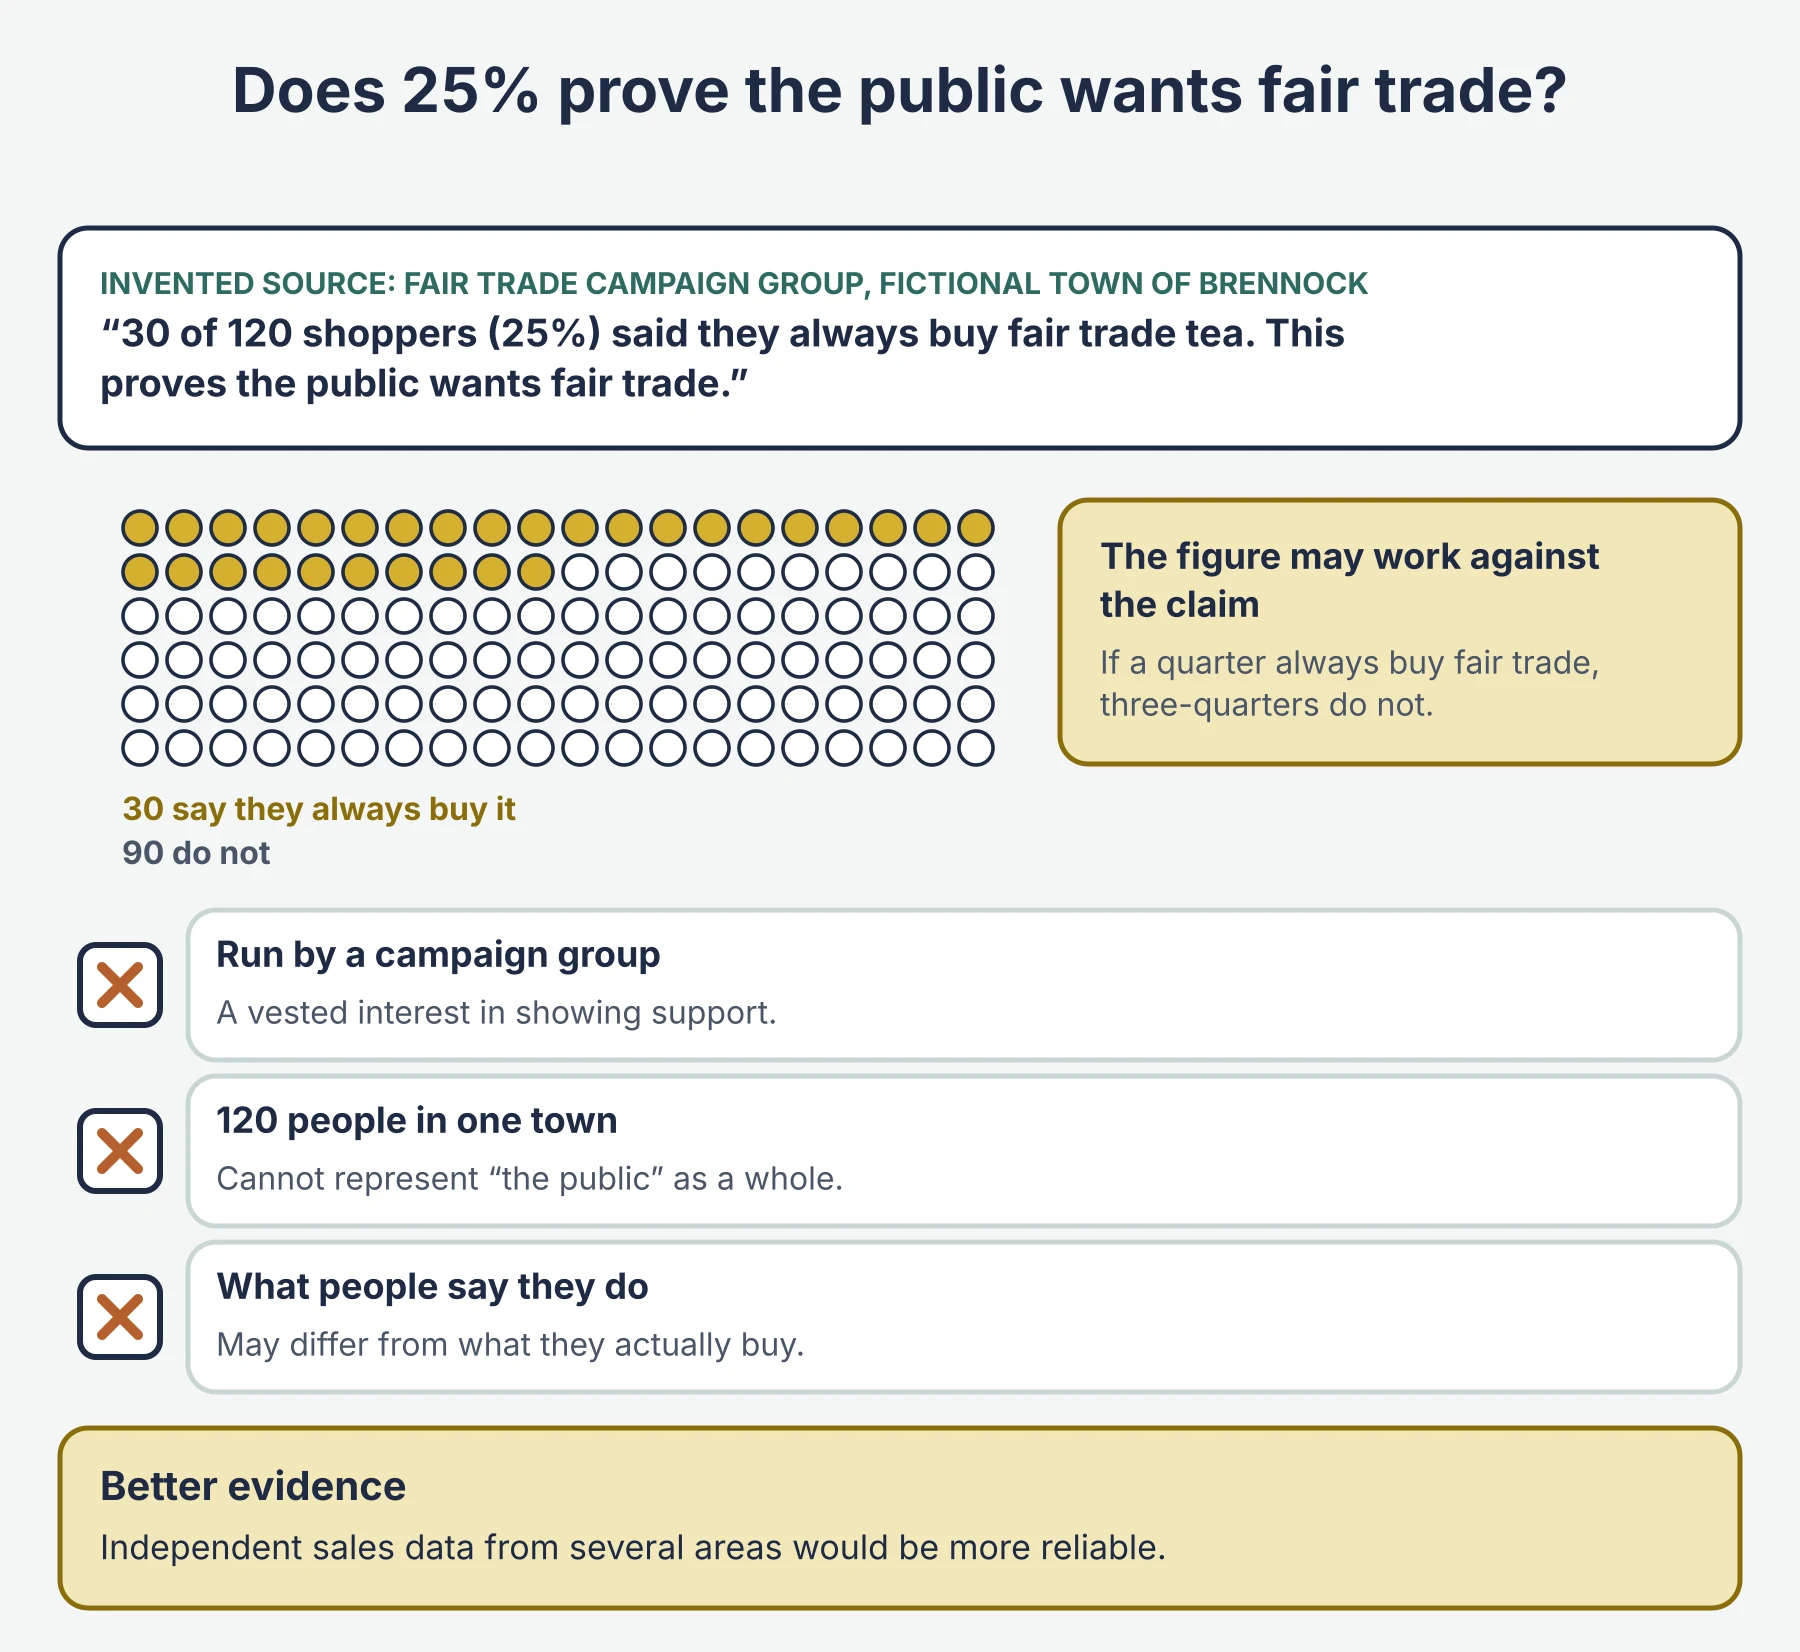 Does 25% prove the public wants fair trade?
INVENTED SOURCE: FAIR TRADE CAMPAIGN GROUP, FICTIONAL TOWN OF BRENNOCK
“30 of 120 shoppers (25%) said they always buy fair trade tea. This
proves the public wants fair trade.”
The figure may work against
the claim
If a quarter always buy fair trade,
three-quarters do not.
30 say they always buy it
90 do not
Run by a campaign group
A vested interest in showing support.
120 people in one town
Cannot represent “the public” as a whole.
What people say they do
May differ from what they actually buy.
Better evidence
Independent sales data from several areas would be more reliable.